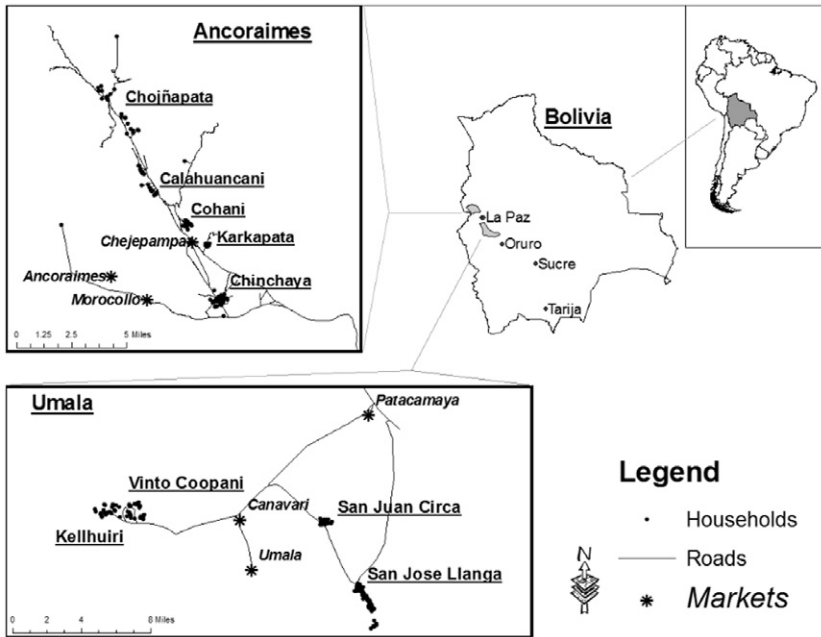 Ancoraimes
Chojñapata
Calahuancani
Cohani
Chejepampa
Karkapata
Ancoraimes
Chinchaya
Morocollo
0 1.25 2.5 5 Miles
Bolivia
La Paz
Oruro
Sucre
Tarija
Umala
Patacamaya
Vinto Coopani
Canavari
San Juan Circa
Kellhuiri
Umala
San Jose Llanga
0 2 4 8 Miles
Legend
Households
Roads
Markets
N